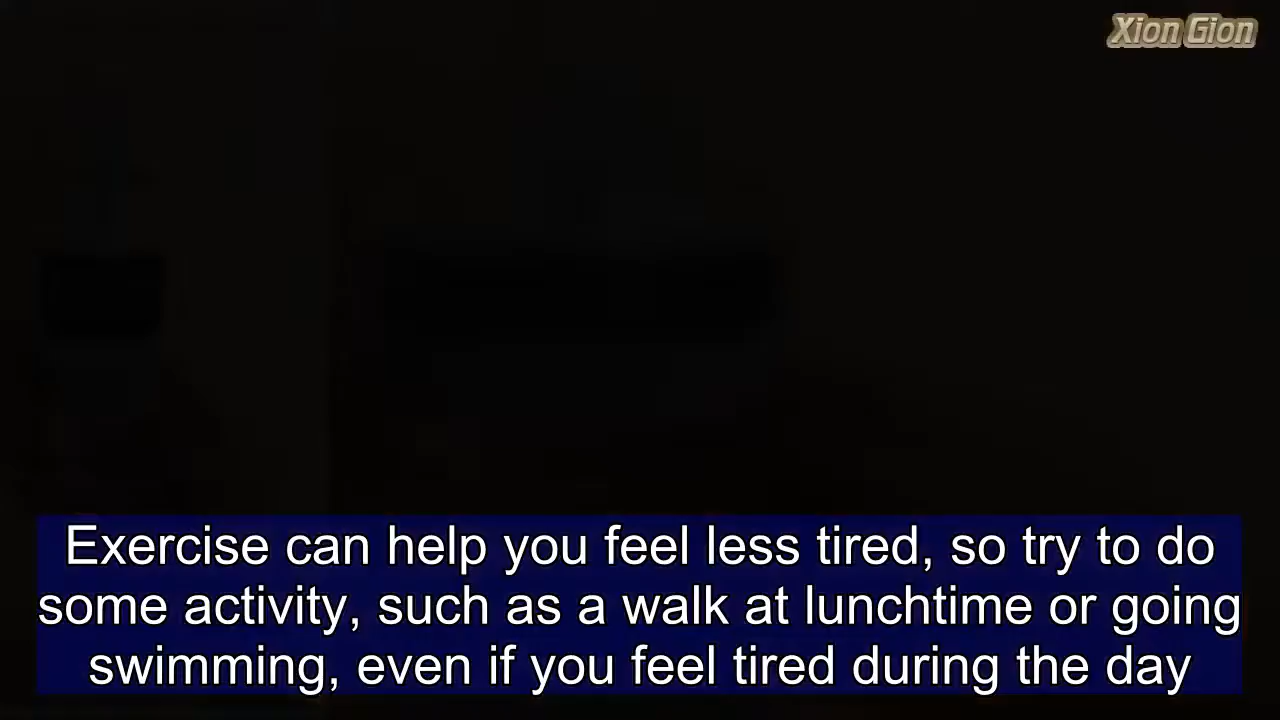 Xion Gion
Exercise can help you feel less tired, so try to do
some activity, such as a walk at lunchtime or going
swimming, even if you feel tired during the day